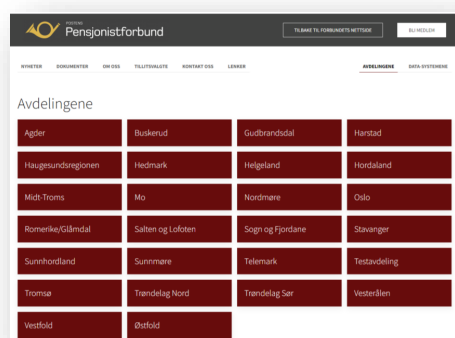 POSTENS
Pensjonistforbund
TILBAKE TIL FORBUNDETS NETTSIDE
BLI MEDLEM
NYHETER DOKUMENTER OM OSS TILLITSVALGTE KONTAKT OSS LENKER AVDELINGENE DATA SYSTEMENE
Avdelingene
Agder Buskerud Gudbrandsdal Harstad
Haugesundsregionen Hedmark Helgeland Hordaland
Midt-Troms Mo Nordmøre Oslo
Romerike/Glåmdal Salten og Lofoten Sogn og Fjordane Stavanger
Sunnhordland Sunnmøre Telemark Testavdeling
Tromsø Trøndelag Nord Trøndelag Sør Vesterålen
Vestfold Østfold